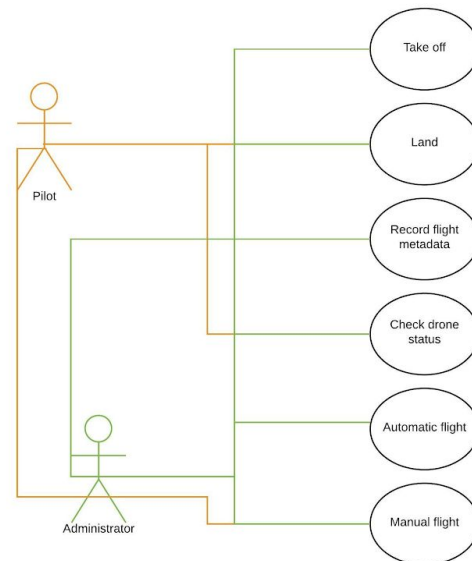 Take off
Land
Pilot
Record flight
metadata
Check drone
status
Automatic flight
Administrator
Manual flight